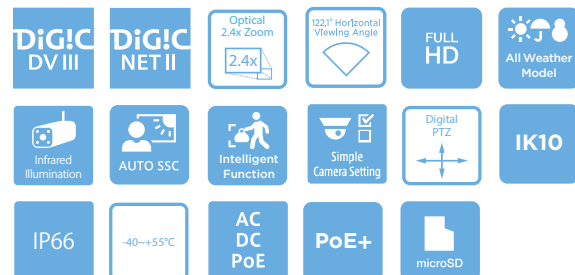 DiG!C
DV III
DiG!C
NET II
Optical
2.4x Zoom
2.4x
122,1° Horizontal
Viewing Angle
FULL
HD
All Weather
Model
Infrared
Illumination
AUTO SSC
Intelligent
Function
Simple
Camera Setting
Digital
PTZ
IK10
IP66
-40~+55°C
AC
DC
PoE
PoE+
microSD